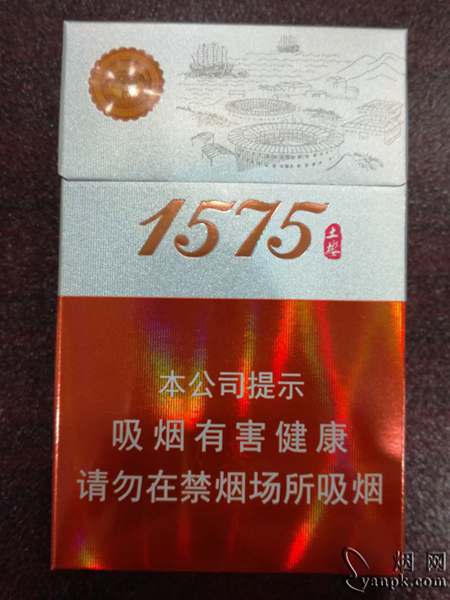 1575
土楼
本公司提示
吸烟有害健康
请勿在禁烟场所吸烟
烟网
yanpk.com